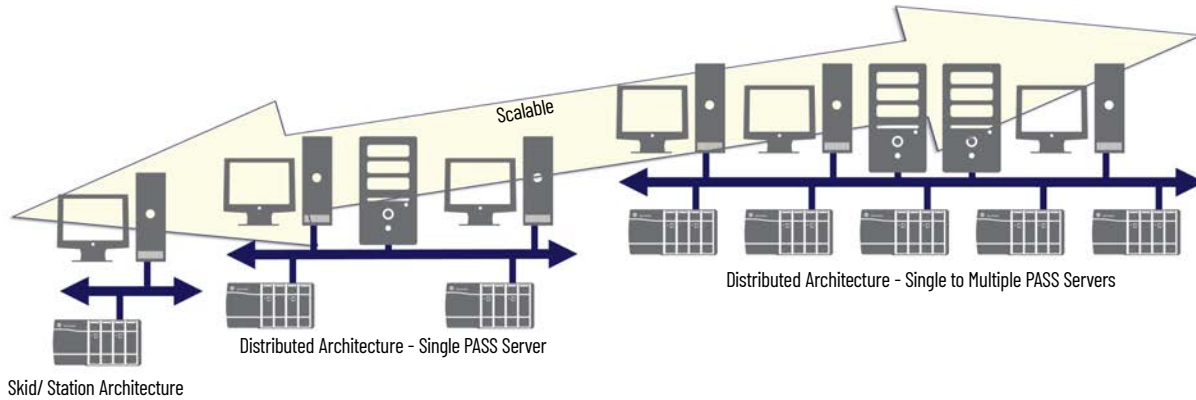 Scalable
Distributed Architecture - Single to Multiple PASS Servers
Distributed Architecture - Single PASS Server
Skid/ Station Architecture